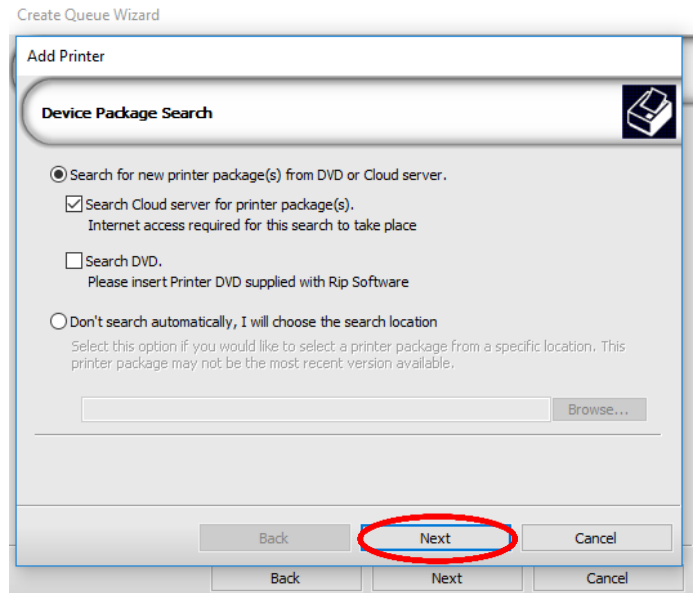 Create Queue Wizard
Add Printer
Device Package Search
Search for new printer package(s) from DVD or Cloud server.
Search Cloud server for printer package(s).
Internet access required for this search to take place
Search DVD.
Please insert Printer DVD supplied with Rip Software
Don't search automatically, I will choose the search location
Select this option if you would like to select a printer package from a specific location. This
printer package may not be the most recent version available.
Browse...
Back Next Cancel
Back Next Cancel